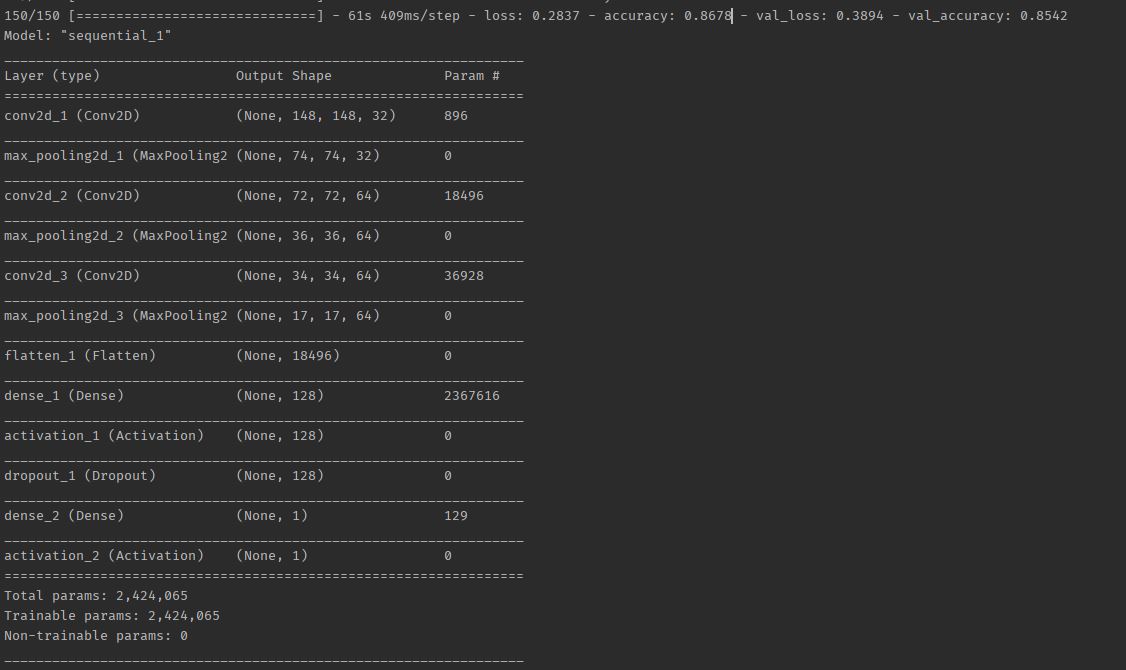 150/150 [==============================] - 61s 409ms/step - loss: 0.2837 - accuracy: 0.8678 - val_loss: 0.3894 - val_accuracy: 0.8542
Model: "sequential_1"
_________________________________________________________________
Layer (type)                 Output Shape              Param #
=================================================================
conv2d_1 (Conv2D)            (None, 148, 148, 32)      896
_________________________________________________________________
max_pooling2d_1 (MaxPooling2 (None, 74, 74, 32)        0
_________________________________________________________________
conv2d_2 (Conv2D)            (None, 72, 72, 64)        18496
_________________________________________________________________
max_pooling2d_2 (MaxPooling2 (None, 36, 36, 64)        0
_________________________________________________________________
conv2d_3 (Conv2D)            (None, 34, 34, 64)        36928
_________________________________________________________________
max_pooling2d_3 (MaxPooling2 (None, 17, 17, 64)        0
_________________________________________________________________
flatten_1 (Flatten)          (None, 18496)             0
_________________________________________________________________
dense_1 (Dense)              (None, 128)               2367616
_________________________________________________________________
activation_1 (Activation)    (None, 128)               0
_________________________________________________________________
dropout_1 (Dropout)          (None, 128)               0
_________________________________________________________________
dense_2 (Dense)              (None, 1)                 129
_________________________________________________________________
activation_2 (Activation)    (None, 1)                 0
=================================================================
Total params: 2,424,065
Trainable params: 2,424,065
Non-trainable params: 0
_________________________________________________________________